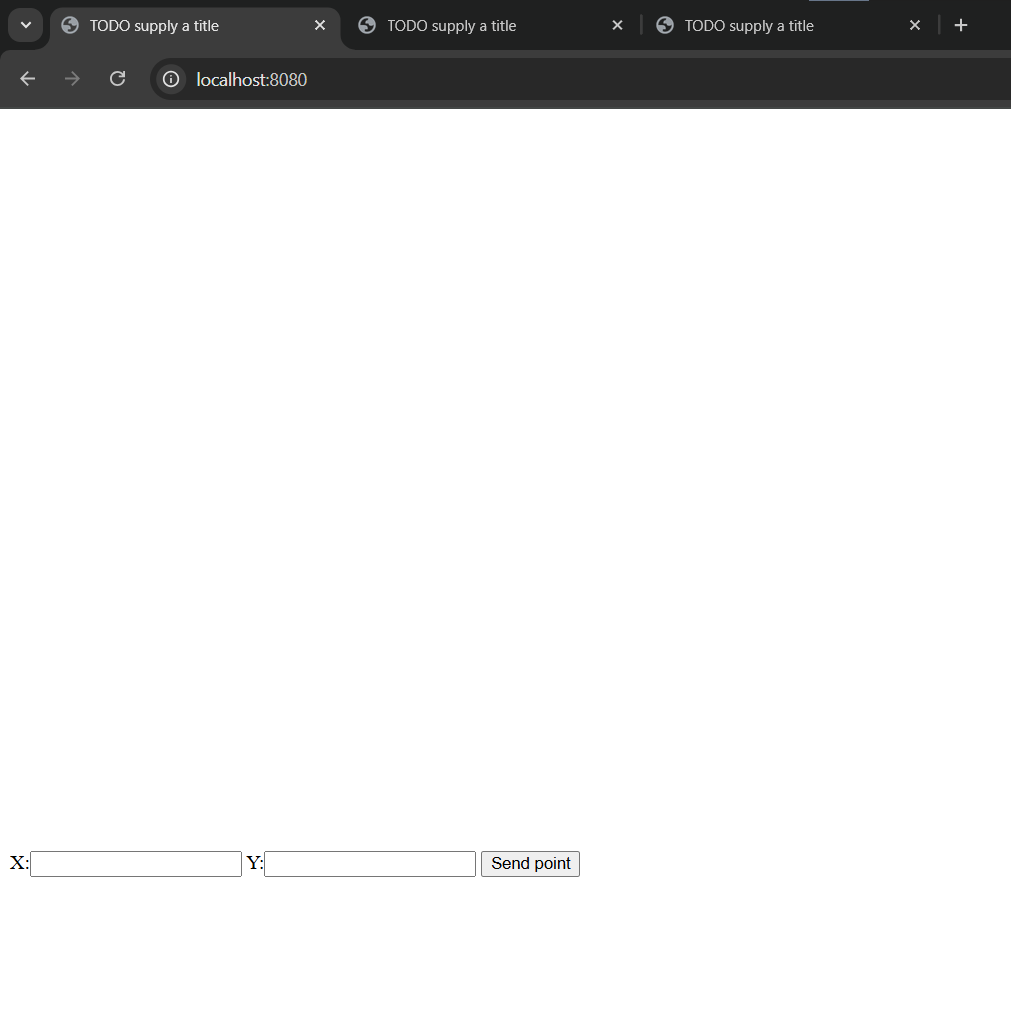 TODO supply a title TODO supply a title TODO supply a title
localhost:8080
X: Y: Send point